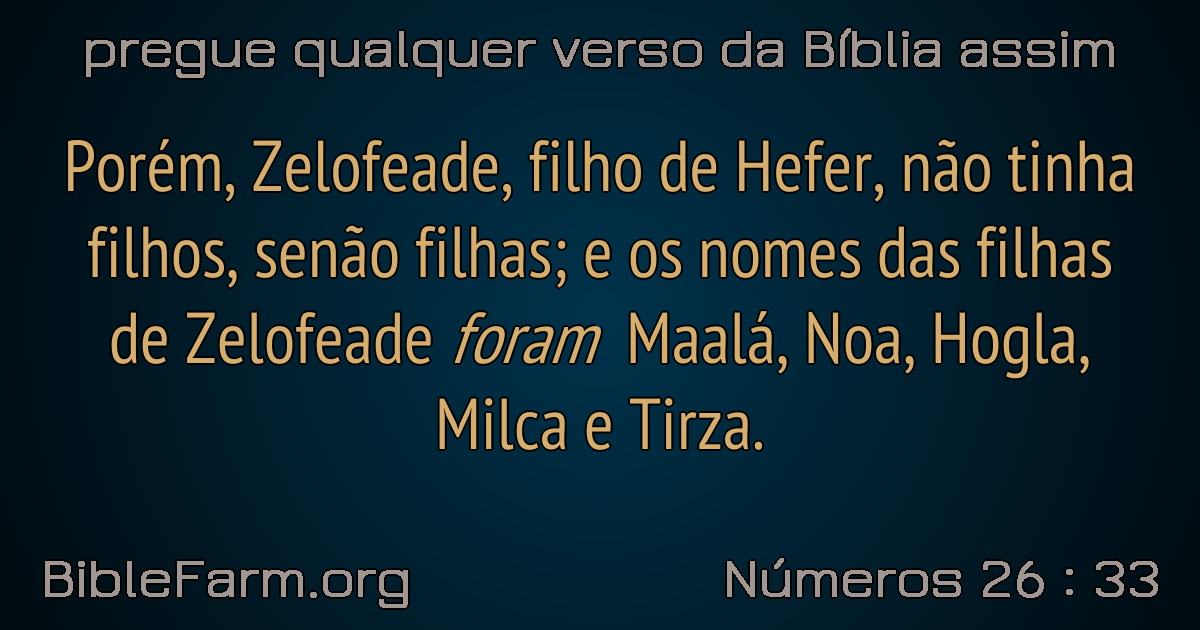 pregue qualquer verso da Bíblia assim
Porém, Zelofeade, filho de Hefer, não tinha
filhos, senão filhas; e os nomes das filhas
de Zelofeade foram Maalá, Noa, Hogla,
Milca e Tirza.
BibleFarm.org
Números 26 : 33